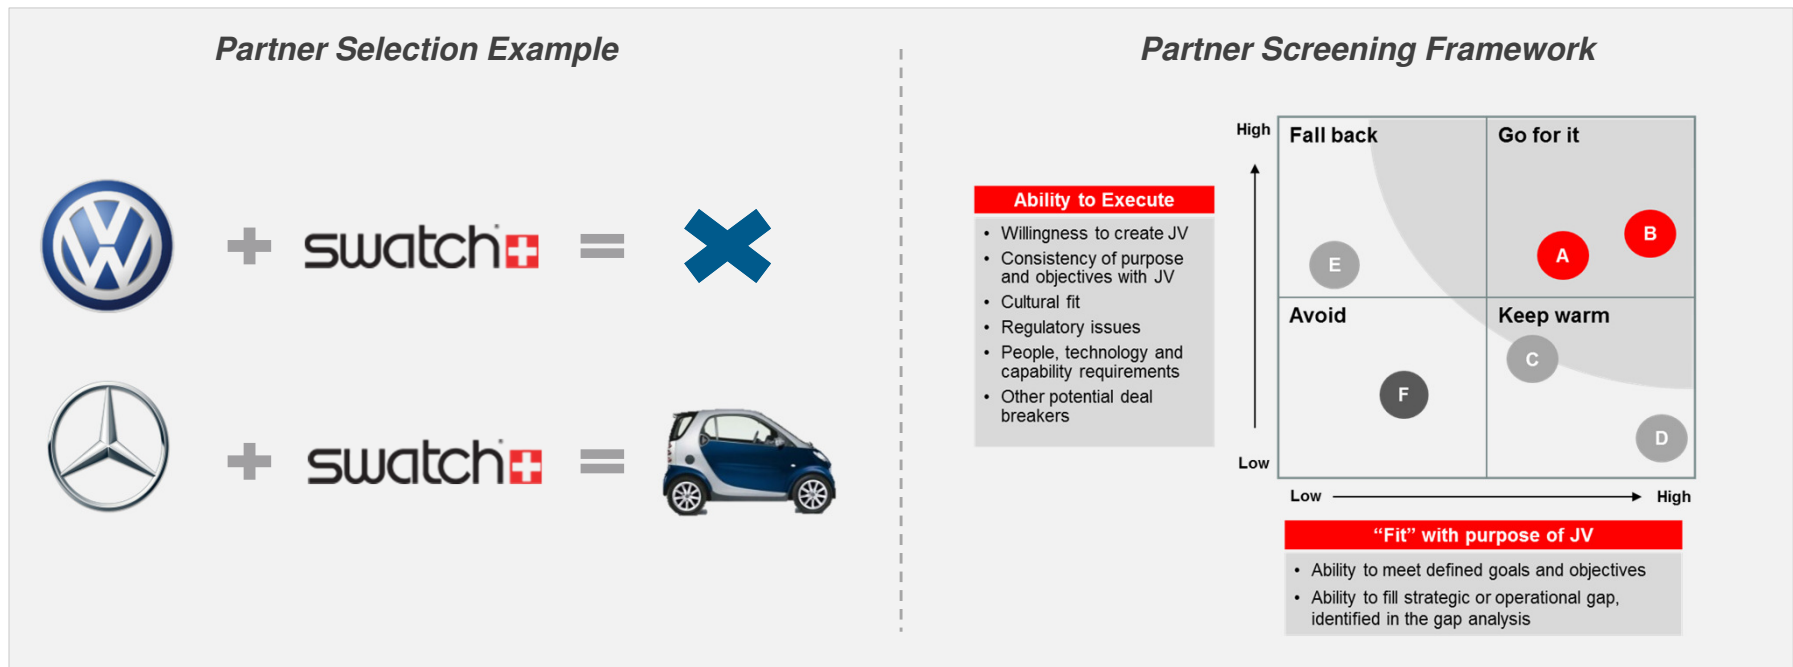 Partner Selection Example
swatch
swatch
Partner Screening Framework
Ability to Execute
• Willingness to create JV
• Consistency of purpose
and objectives with JV
• Cultural fit
• Regulatory issues
• People, technology and
capability requirements
• Other potential deal
breakers
High
Low
Fall back
Go for it
E
A
B
Avoid
Keep warm
C
F
D
Low
High
“Fit” with purpose of JV
• Ability to meet defined goals and objectives
• Ability to fill strategic or operational gap,
identified in the gap analysis